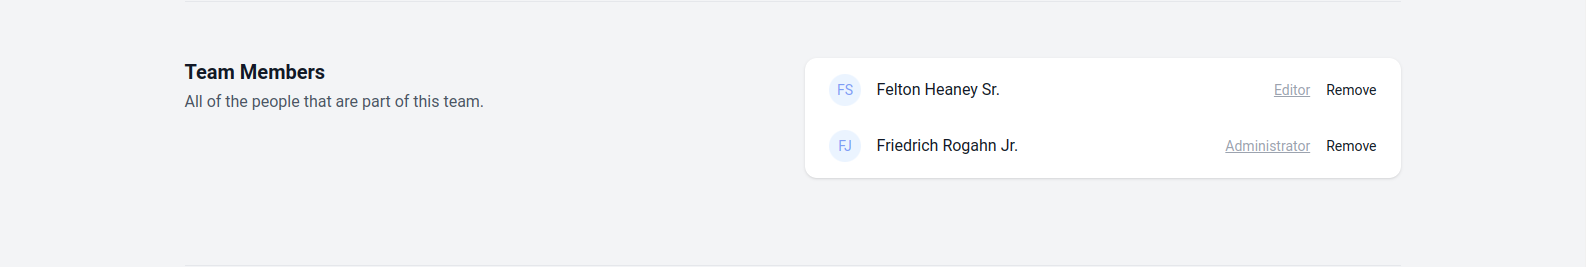 Team Members
All of the people that are part of this team.
FS Felton Heaney Sr. Editor Remove
FJ Friedrich Rogahn Jr. Administrator Remove